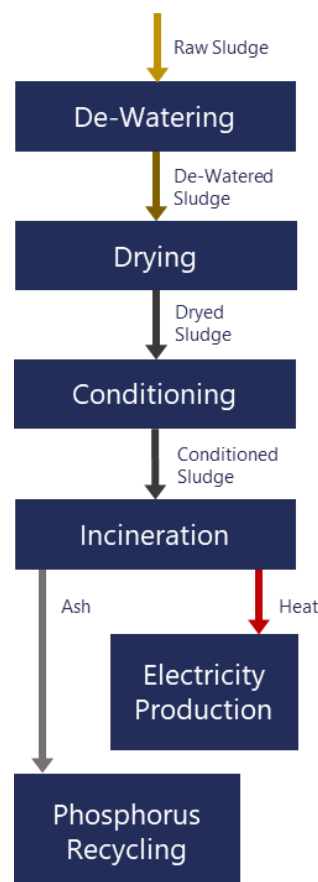 Raw Sludge
De-Watering
De-Watered
Sludge
Drying
Dryed
Sludge
Conditioning
Conditioned
Sludge
Incineration
Ash
Heat
Electricity
Production
Phosphorus
Recycling